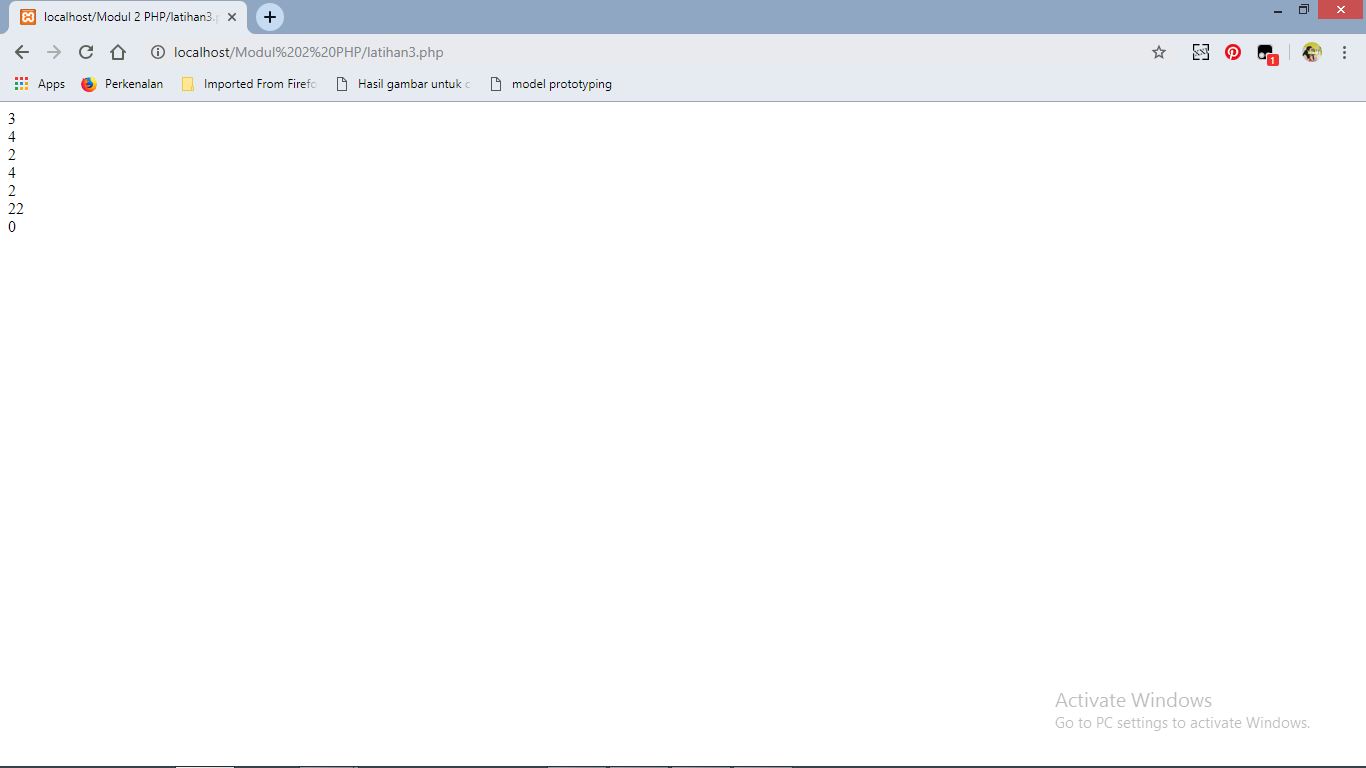 localhost/Modul 2 PHP/latihan3.p
localhost/Modul%202%20PHP/latihan3.php
1
Apps Perkenalan Imported From Firefo Hasil gambar untuk c model prototyping
3
4
2
4
2
22
0
Activate Windows
Go to PC settings to activate Windows.